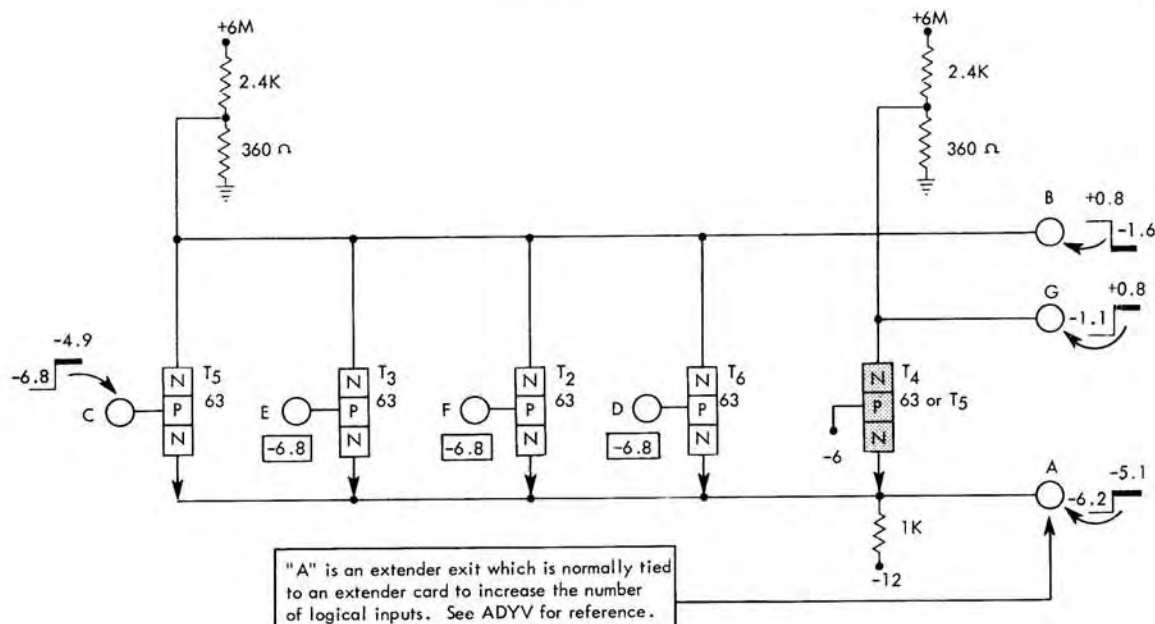 +6M
+6M
2.4K
2.4K
360 Ω
360 Ω
B
+0.8
-1.6
G
+0.8
-1.1
-4.9
-6.8
C
N
P
N
T5
63
E
-6.8
N
P
N
T3
63
F
-6.8
N
P
N
T2
63
D
-6.8
N
P
N
T6
63
N
P
N
T4
63 or T5
-6
A
-5.1
-6.2
1K
-12
"A" is an extender exit which is normally tied
to an extender card to increase the number
of logical inputs. See ADYV for reference.